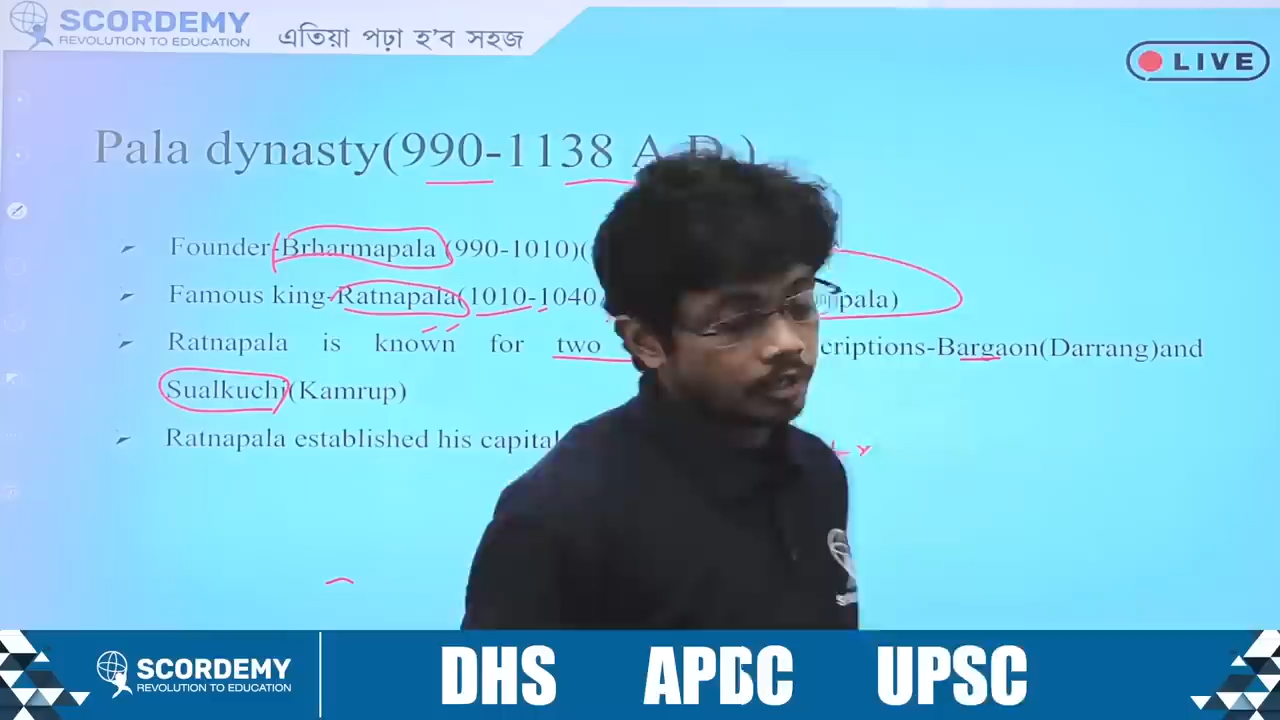 SCORDEMY
REVOLUTION TO EDUCATION
এতিয়া পঢ়া হ'ব সহজ
LIVE
Pala dynasty(990-1138 A.D.)
Founder-Brharmapala (990-1010)(
Famous king-Ratnapala(1010-1040 pala)
Ratnapala is known for two criptions-Bargaon(Darrang)and
Sualkuchi(Kamrup)
Ratnapala established his capital
SCORDEMY
REVOLUTION TO EDUCATION
DHS APSC UPSC